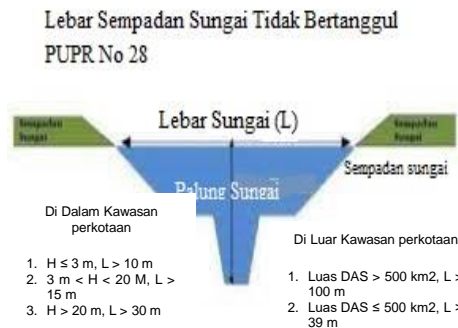 Lebar Sempadan Sungai Tidak Bertanggul
PUPR No 28
Sempadan
Sungai
Lebar Sungai (L)
Sempadan
Sungai
Sempadan sungai
Palung Sungai
Di Dalam Kawasan
perkotaan
1. H ≤ 3 m, L > 10 m
2. 3 m < H < 20 M, L >
15 m
3. H > 20 m, L > 30 m
Di Luar Kawasan perkotaan
1. Luas DAS > 500 km2, L >
100 m
2. Luas DAS ≤ 500 km2, L >
39 m